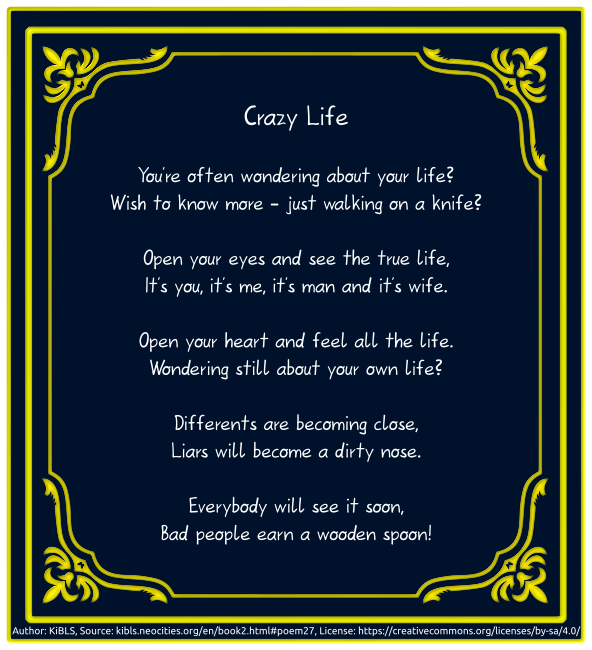 Crazy Life
You're often wondering about your life?
Wish to know more – just walking on a knife?
Open your eyes and see the true life,
It's you, it's me, it's man and it's wife.
Open your heart and feel all the life.
Wondering still about your own life?
Differents are becoming close,
Liars will become a dirty nose.
Everybody will see it soon,
Bad people earn a wooden spoon!
Author: KiBLS, Source: kibls.neocities.org/en/book2.html#poem27, License: https://creativecommons.org/licenses/by-sa/4.0/